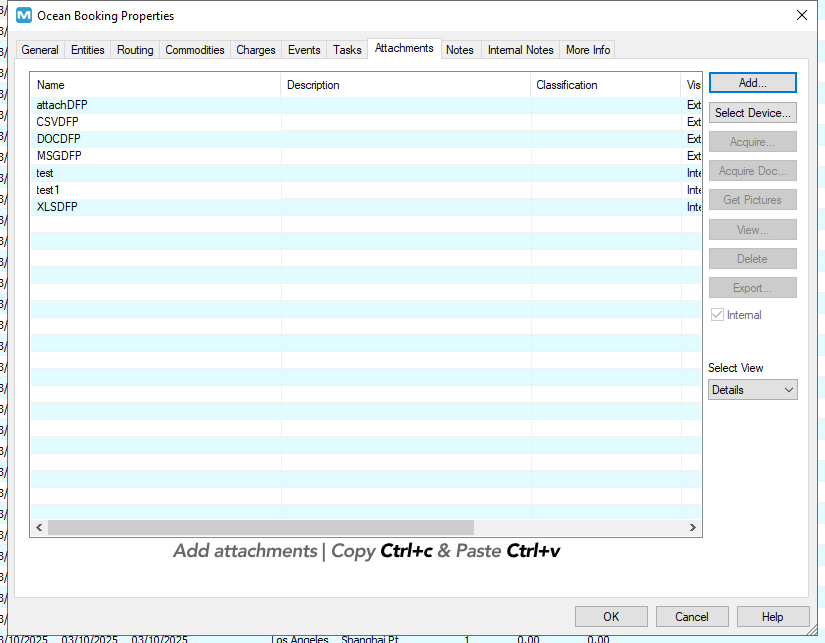 Ocean Booking Properties
General Entities Routing Commodities Charges Events Tasks Attachments Notes Internal Notes More Info
Name Description Classification Vis
attachDFP Ext
CSVDFP Ext
DOCDFP Ext
MSGDFP Ext
test Inte
test1 Inte
XLSDFP Inte
Add...
Select Device...
Acquire...
Acquire Doc...
Get Pictures
View...
Delete
Export...
Internal
Select View
Details
Add attachments | Copy Ctrl+c & Paste Ctrl+v
OK Cancel Help
3/10/2025 03/10/2025 03/10/2025 Los Angeles Shanghai Pt 1 0.00 0.00